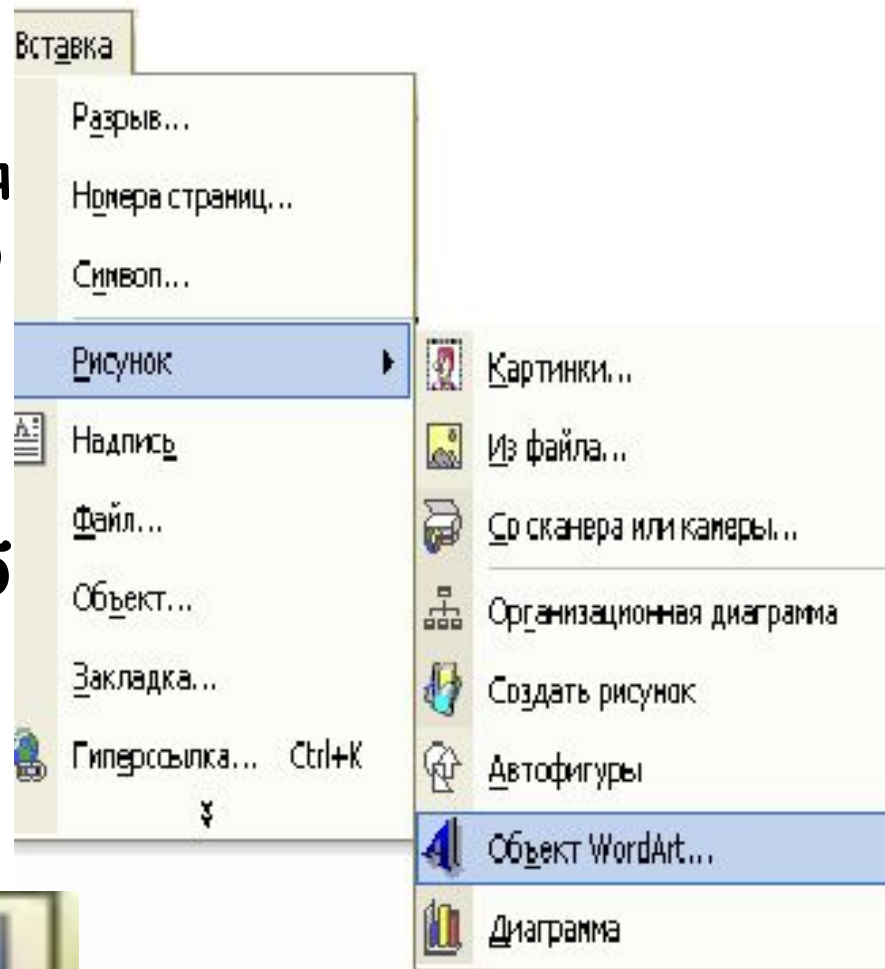 Вставка
Разрыв...
Номера страниц...
Символ...
Рисунок
Надпись
Файл...
Объект...
Закладка...
Гиперссылка... Ctrl+K
Картинки...
Из файла...
Со сканера или камеры...
Организационная диаграмма
Создать рисунок
Автофигуры
Объект WordArt...
Диаграмма